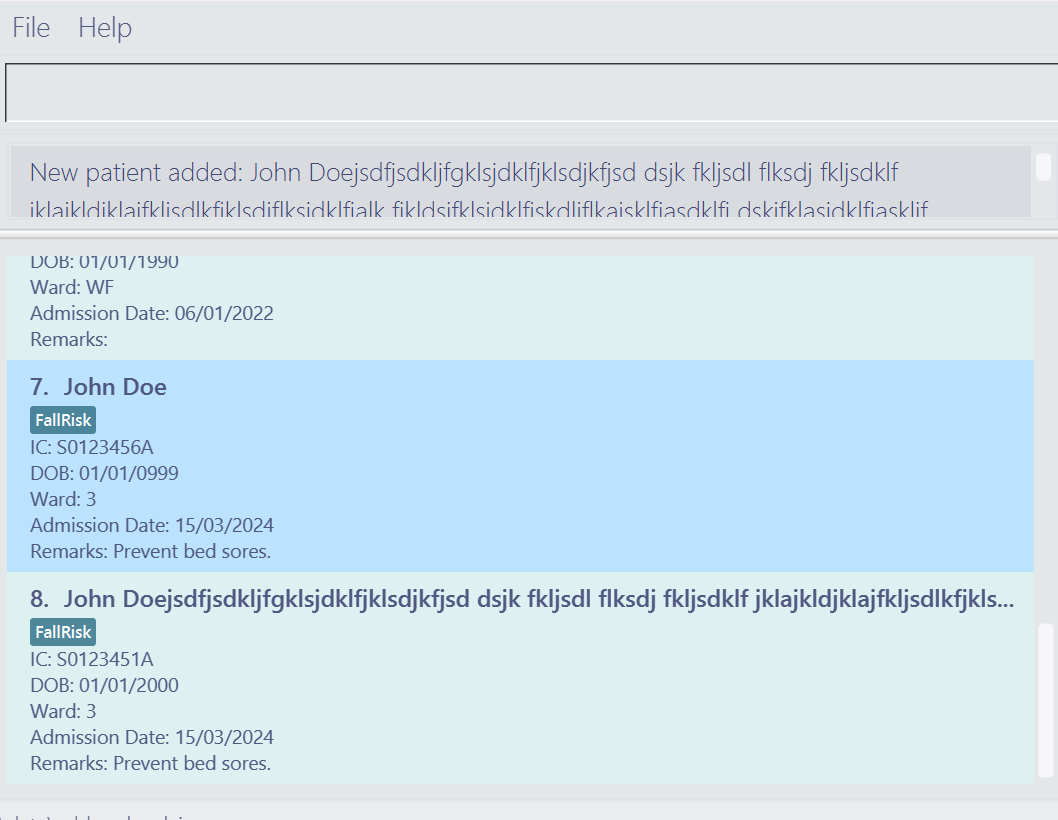 File Help
New patient added: John Doejsdfjsdkljfgklsjdklfjklsdjkfjsd dsjk fkljsdl flksdj fkljsdklf
DOB: 01/01/1990
Ward: WF
Admission Date: 06/01/2022
Remarks:
7. John Doe
FallRisk
IC: S0123456A
DOB: 01/01/0999
Ward: 3
Admission Date: 15/03/2024
Remarks: Prevent bed sores.
8. John Doejsdfjsdkljfgklsjdklfjklsdjkfjsd dsjk fkljsdl flksdj fkljsdklf jklajkldjklajfkljsdlkfjkls...
FallRisk
IC: S0123451A
DOB: 01/01/2000
Ward: 3
Admission Date: 15/03/2024
Remarks: Prevent bed sores.